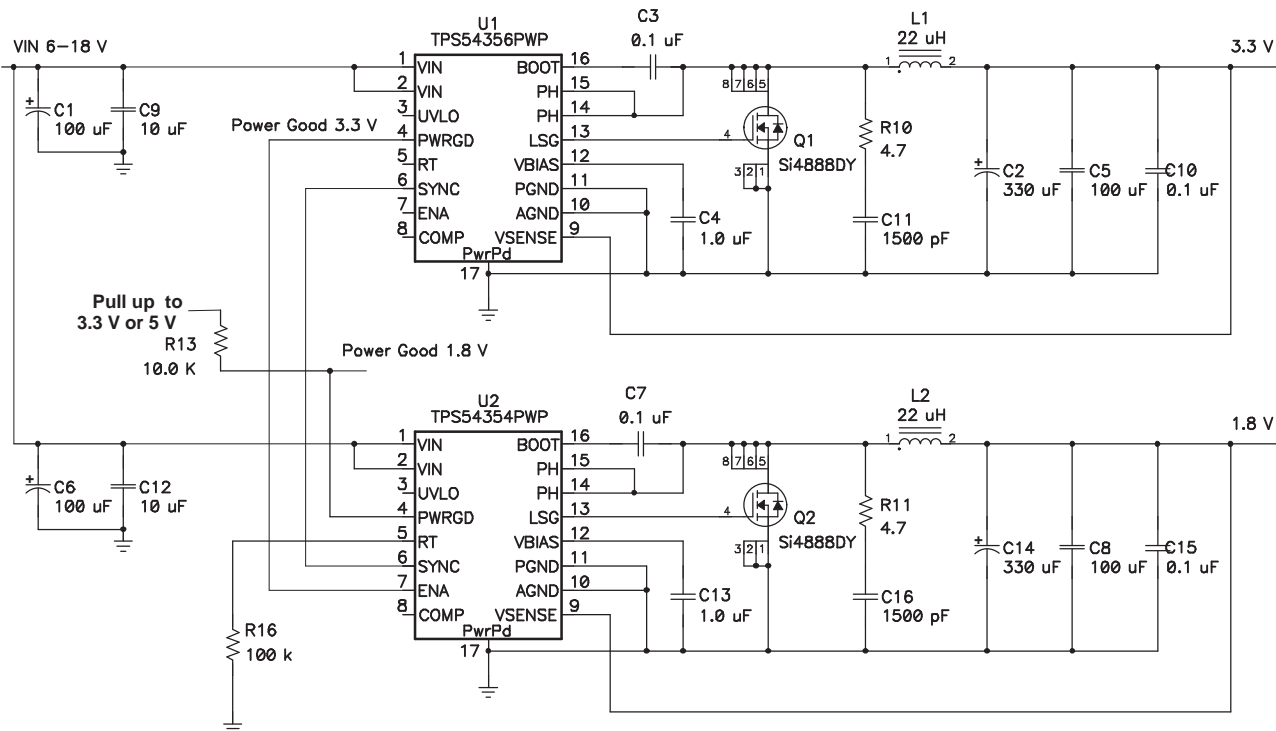 VIN 6–18 V
C1
100 uF
C9
10 uF
Power Good 3.3 V
U1
TPS54356PWP
1 VIN BOOT 16
2 VIN PH 15
3 UVLO PH 14
4 PWRGD LSG 13
5 RT VBIAS 12
6 SYNC PGND 11
7 ENA AGND 10
8 COMP VSENSE 9
PwrPd
17
C3
0.1 uF
8 7 6 5
4
3 2 1
Q1
Si4888DY
C4
1.0 uF
L1
22 uH
1 2
R10
4.7
C11
1500 pF
C2
330 uF
C5
100 uF
C10
0.1 uF
3.3 V
Pull up to
3.3 V or 5 V
R13
10.0 K
Power Good 1.8 V
C6
100 uF
C12
10 uF
R16
100 k
U2
TPS54354PWP
1 VIN BOOT 16
2 VIN PH 15
3 UVLO PH 14
4 PWRGD LSG 13
5 RT VBIAS 12
6 SYNC PGND 11
7 ENA AGND 10
8 COMP VSENSE 9
PwrPd
17
C7
0.1 uF
8 7 6 5
4
3 2 1
Q2
Si4888DY
C13
1.0 uF
L2
22 uH
1 2
R11
4.7
C16
1500 pF
C14
330 uF
C8
100 uF
C15
0.1 uF
1.8 V